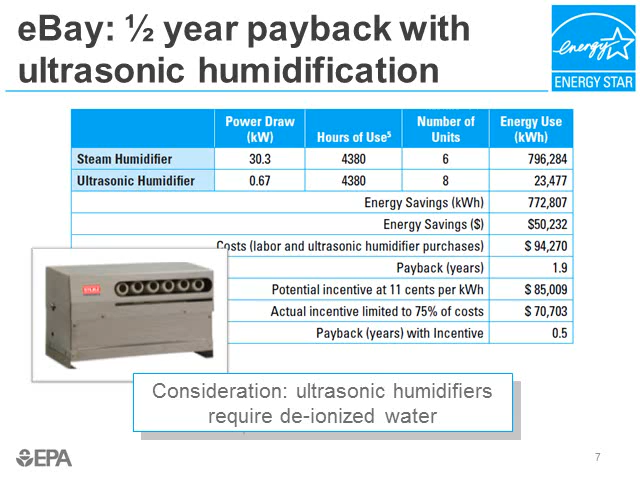 eBay: ½ year payback with
ultrasonic humidification
energy
ENERGY STAR
Power Draw (kW) Hours of Use5 Number of Units Energy Use (kWh)
Steam Humidifier 30.3 4380 6 796,284
Ultrasonic Humidifier 0.67 4380 8 23,477
Energy Savings (kWh) 772,807
Energy Savings ($) $50,232
Costs (labor and ultrasonic humidifier purchases) $ 94,270
Payback (years) 1.9
Potential incentive at 11 cents per kWh $ 85,009
Actual incentive limited to 75% of costs $ 70,703
Payback (years) with Incentive 0.5
Consideration: ultrasonic humidifiers
require de-ionized water
EPA
7